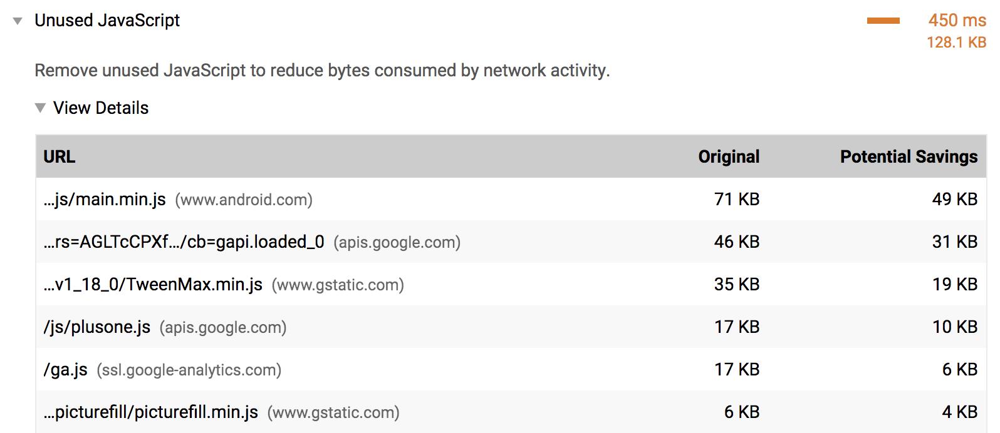 Unused JavaScript 450 ms
128.1 KB
Remove unused JavaScript to reduce bytes consumed by network activity.
View Details
URL Original Potential Savings
...js/main.min.js (www.android.com) 71 KB 49 KB
...rs=AGLTcCPXf.../cb=gapi.loaded_0 (apis.google.com) 46 KB 31 KB
...v1_18_0/TweenMax.min.js (www.gstatic.com) 35 KB 19 KB
/js/plusone.js (apis.google.com) 17 KB 10 KB
/ga.js (ssl.google-analytics.com) 17 KB 6 KB
...picturefill/picturefill.min.js (www.gstatic.com) 6 KB 4 KB